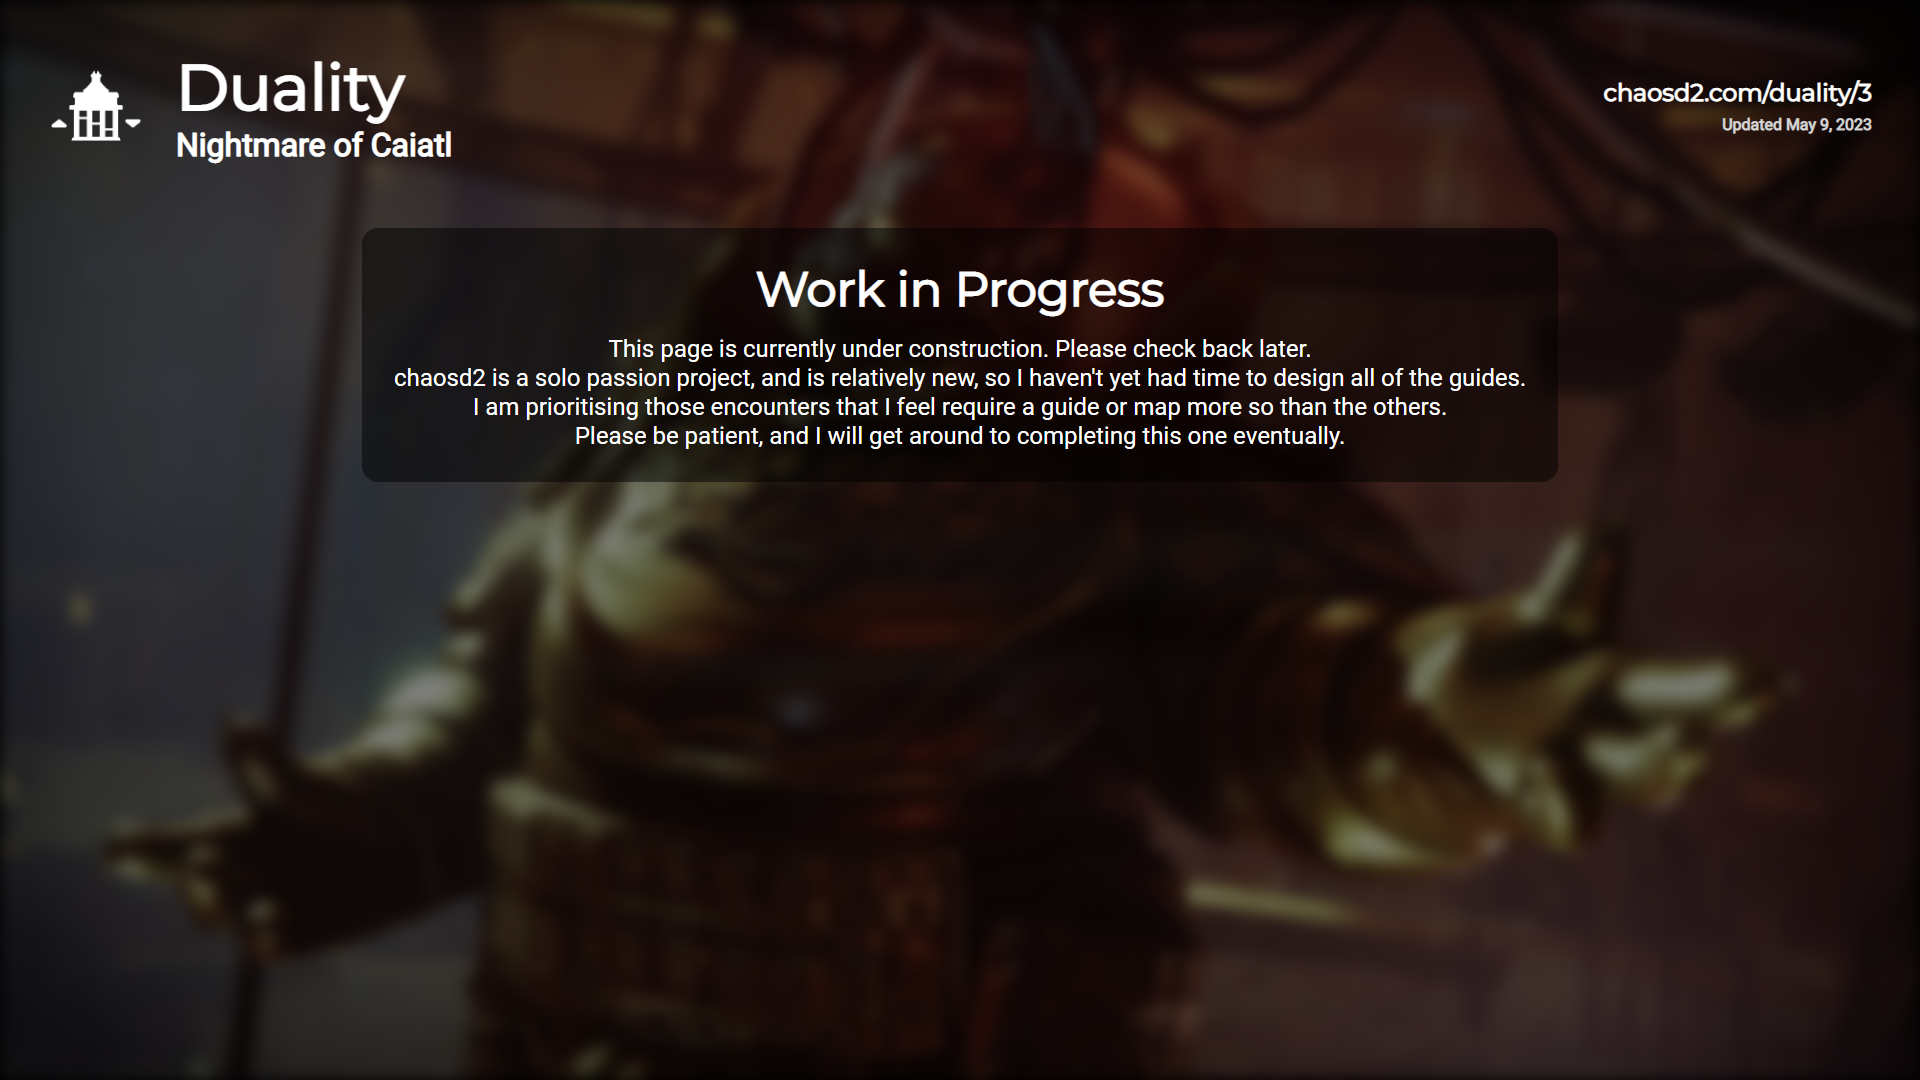 Duality
Nightmare of Caiatl
chaosd2.com/duality/3
Updated May 9, 2023
Work in Progress
This page is currently under construction. Please check back later.
chaosd2 is a solo passion project, and is relatively new, so I haven't yet had time to design all of the guides.
I am prioritising those encounters that I feel require a guide or map more so than the others.
Please be patient, and I will get around to completing this one eventually.